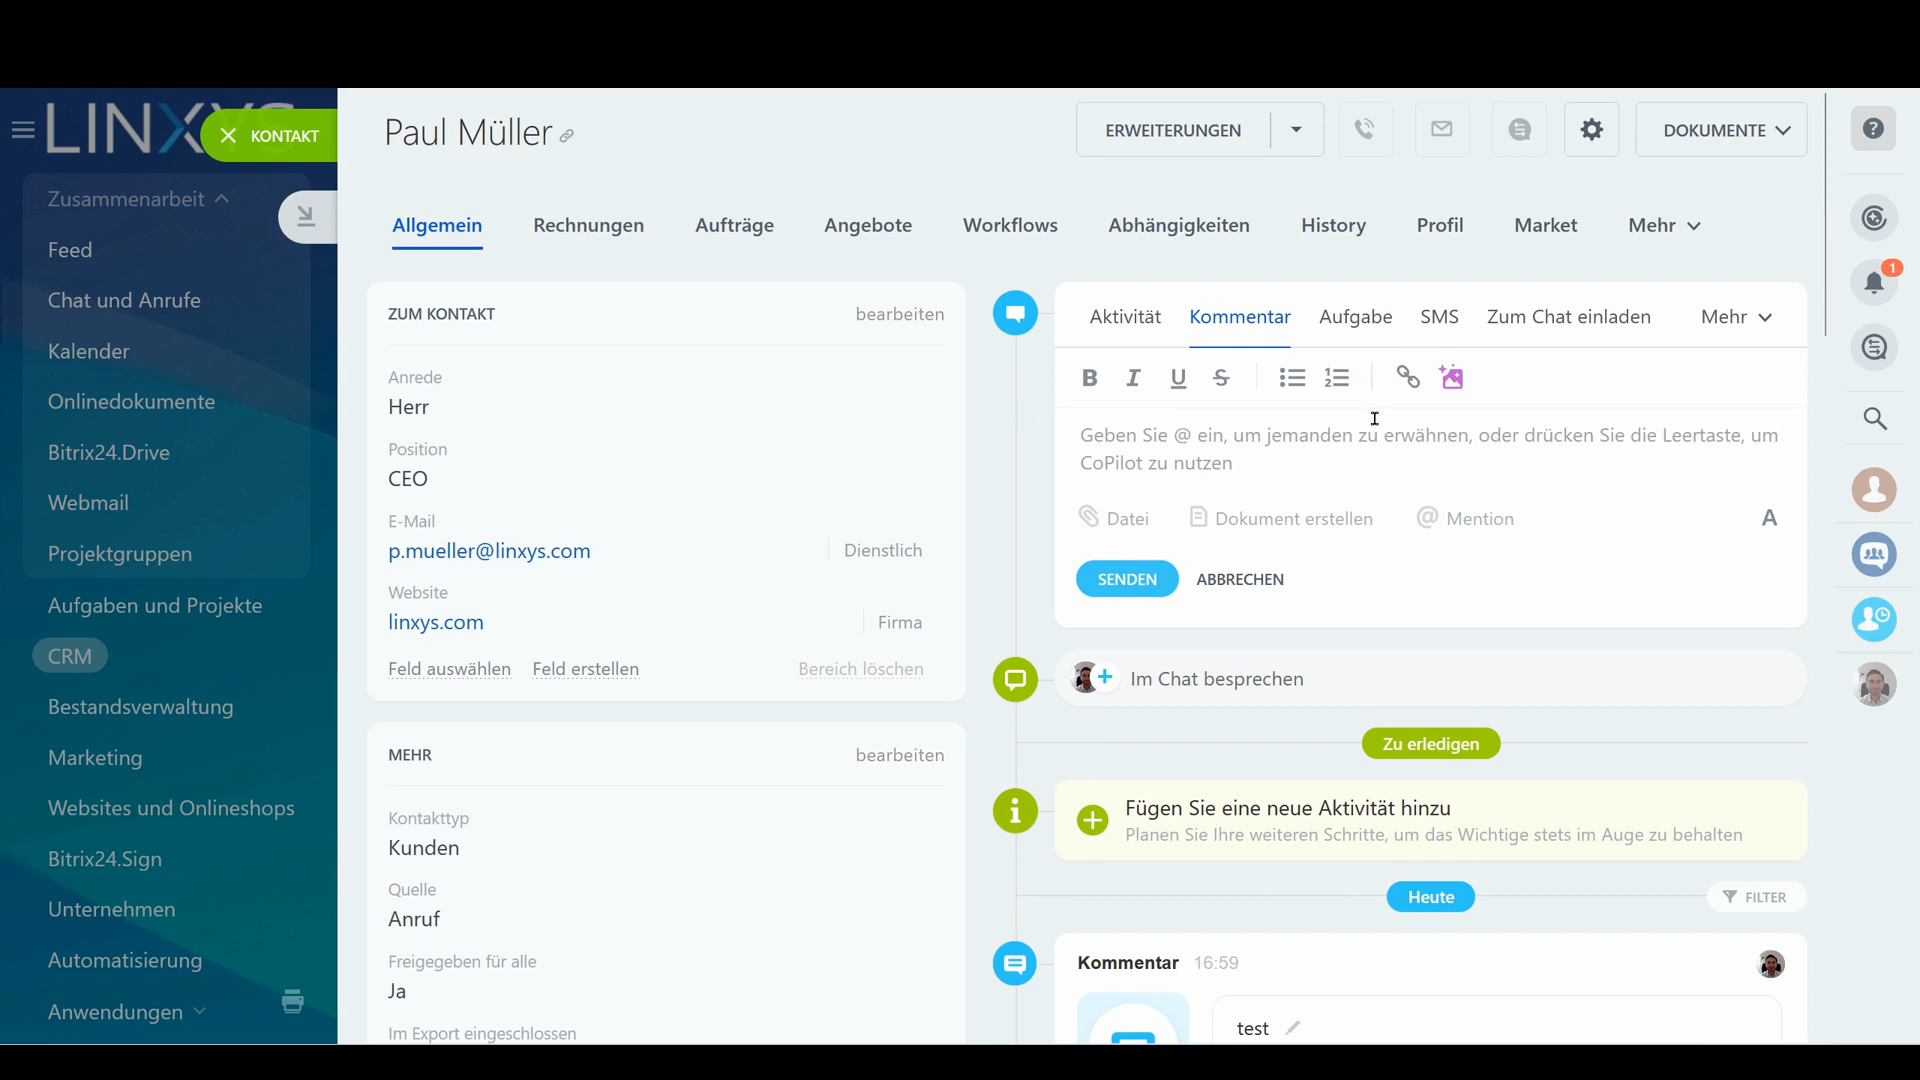 LINXYS
KONTAKT
Zusammenarbeit
Feed
Chat und Anrufe
Kalender
Onlinedokumente
Bitrix24.Drive
Webmail
Projektgruppen
Aufgaben und Projekte
CRM
Bestandsverwaltung
Marketing
Websites und Onlineshops
Bitrix24.Sign
Unternehmen
Automatisierung
Anwendungen
Paul Müller
ERWEITERUNGEN
DOKUMENTE
Allgemein Rechnungen Aufträge Angebote Workflows Abhängigkeiten History Profil Market Mehr
ZUM KONTAKT bearbeiten
Anrede
Herr
Position
CEO
E-Mail
p.mueller@linxys.com Dienstlich
Website
linxys.com Firma
Feld auswählen Feld erstellen Bereich löschen
MEHR bearbeiten
Kontakttyp
Kunden
Quelle
Anruf
Freigegeben für alle
Ja
Im Export eingeschlossen
Aktivität Kommentar Aufgabe SMS Zum Chat einladen Mehr
B I U S
Geben Sie @ ein, um jemanden zu erwähnen, oder drücken Sie die Leertaste, um
CoPilot zu nutzen
Datei Dokument erstellen @ Mention A
SENDEN ABBRECHEN
Im Chat besprechen
Zu erledigen
Fügen Sie eine neue Aktivität hinzu
Planen Sie Ihre weiteren Schritte, um das Wichtige stets im Auge zu behalten
Heute FILTER
Kommentar 16:59
test
?
1